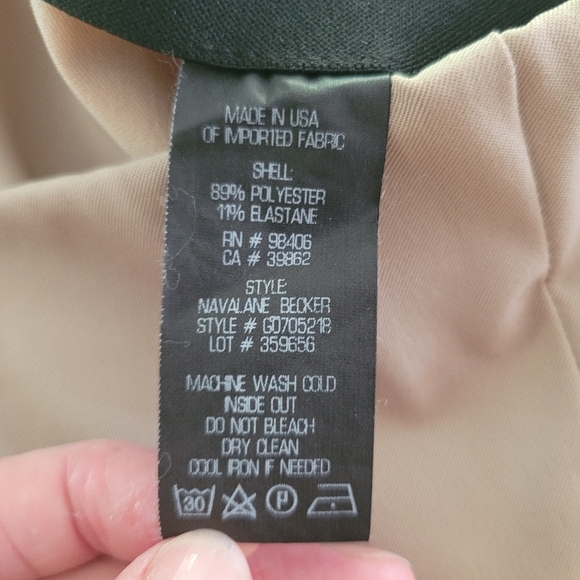 MADE IN USA
OF IMPORTED FABRIC
SHELL:
89% POLYESTER
11% ELASTANE
RN # 98406
CA # 39862
STYLE:
NAVALANE BECKER
STYLE # G0705218
LOT # 359656
MACHINE WASH COLD
INSIDE OUT
DO NOT BLEACH
DRY CLEAN
COOL IRON IF NEEDED
30 P